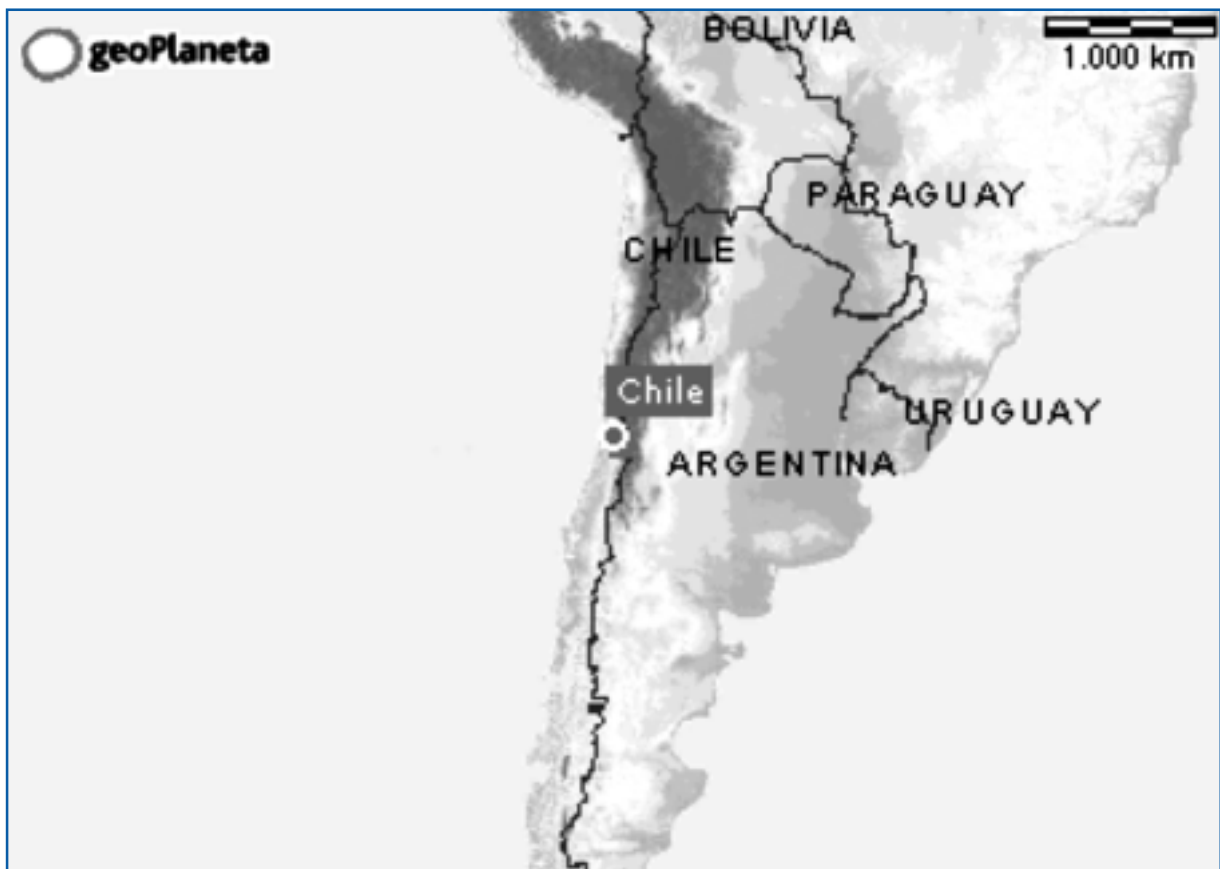 geoPlaneta
BOLIVIA
1.000 km
PARAGUAY
CHILE
Chile
URUGUAY
ARGENTINA